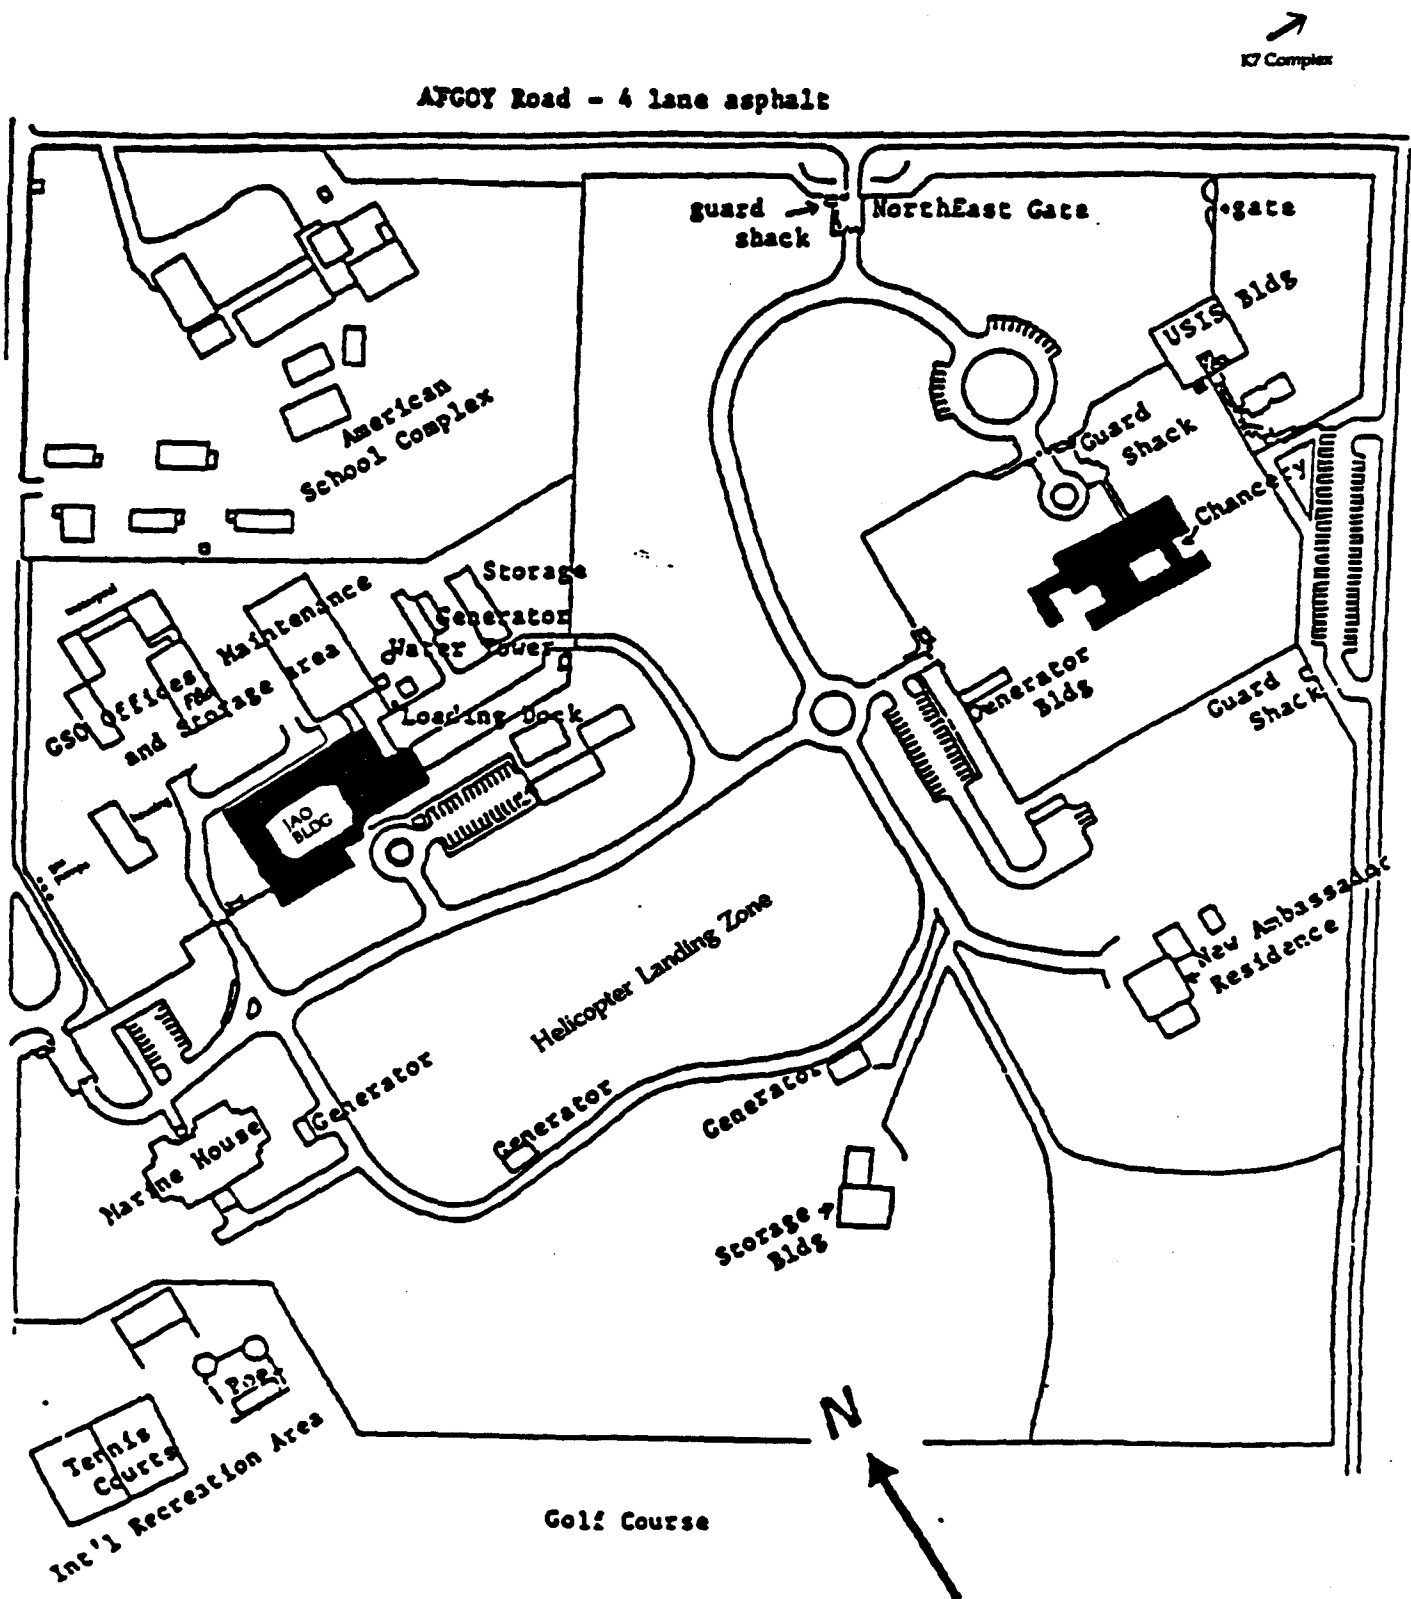 K7 Complex
AFGOY Road - 4 lane asphalt
guard
shack
NorthEast Gate
gate
USIS Bldg
American
School Complex
Guard
Shack
Chancery
Storage
Generator
Water Tower
Maintenance
and Storage area
GSO Offices
Loading Dock
Generator
Bldg
Guard
Shack
JAO
BLDG
Helicopter Landing Zone
New Ambassador
Residence
Generator
Generator
Generator
Marine House
Storage
Bldg
Tennis
Courts
Int'l Recreation Area
N
Golf Course